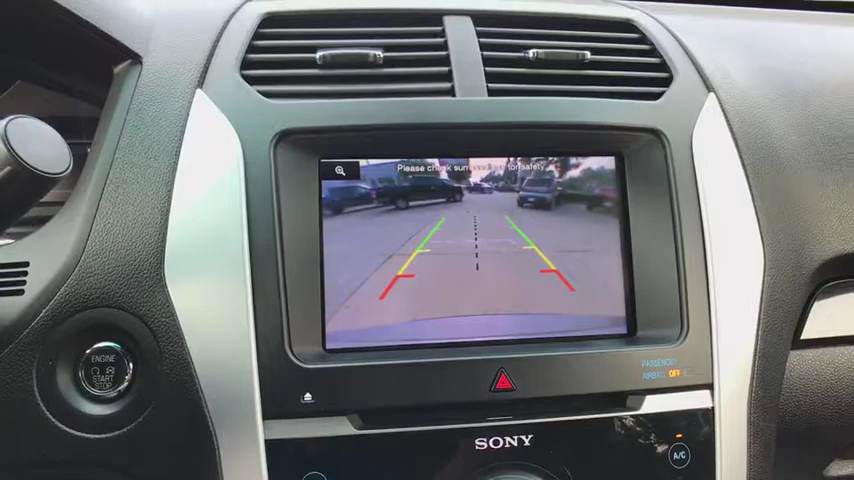 Please check surroundings for safety
ENGINE
START
STOP
PASSENGER
AIRBAG OFF
SONY
A/C